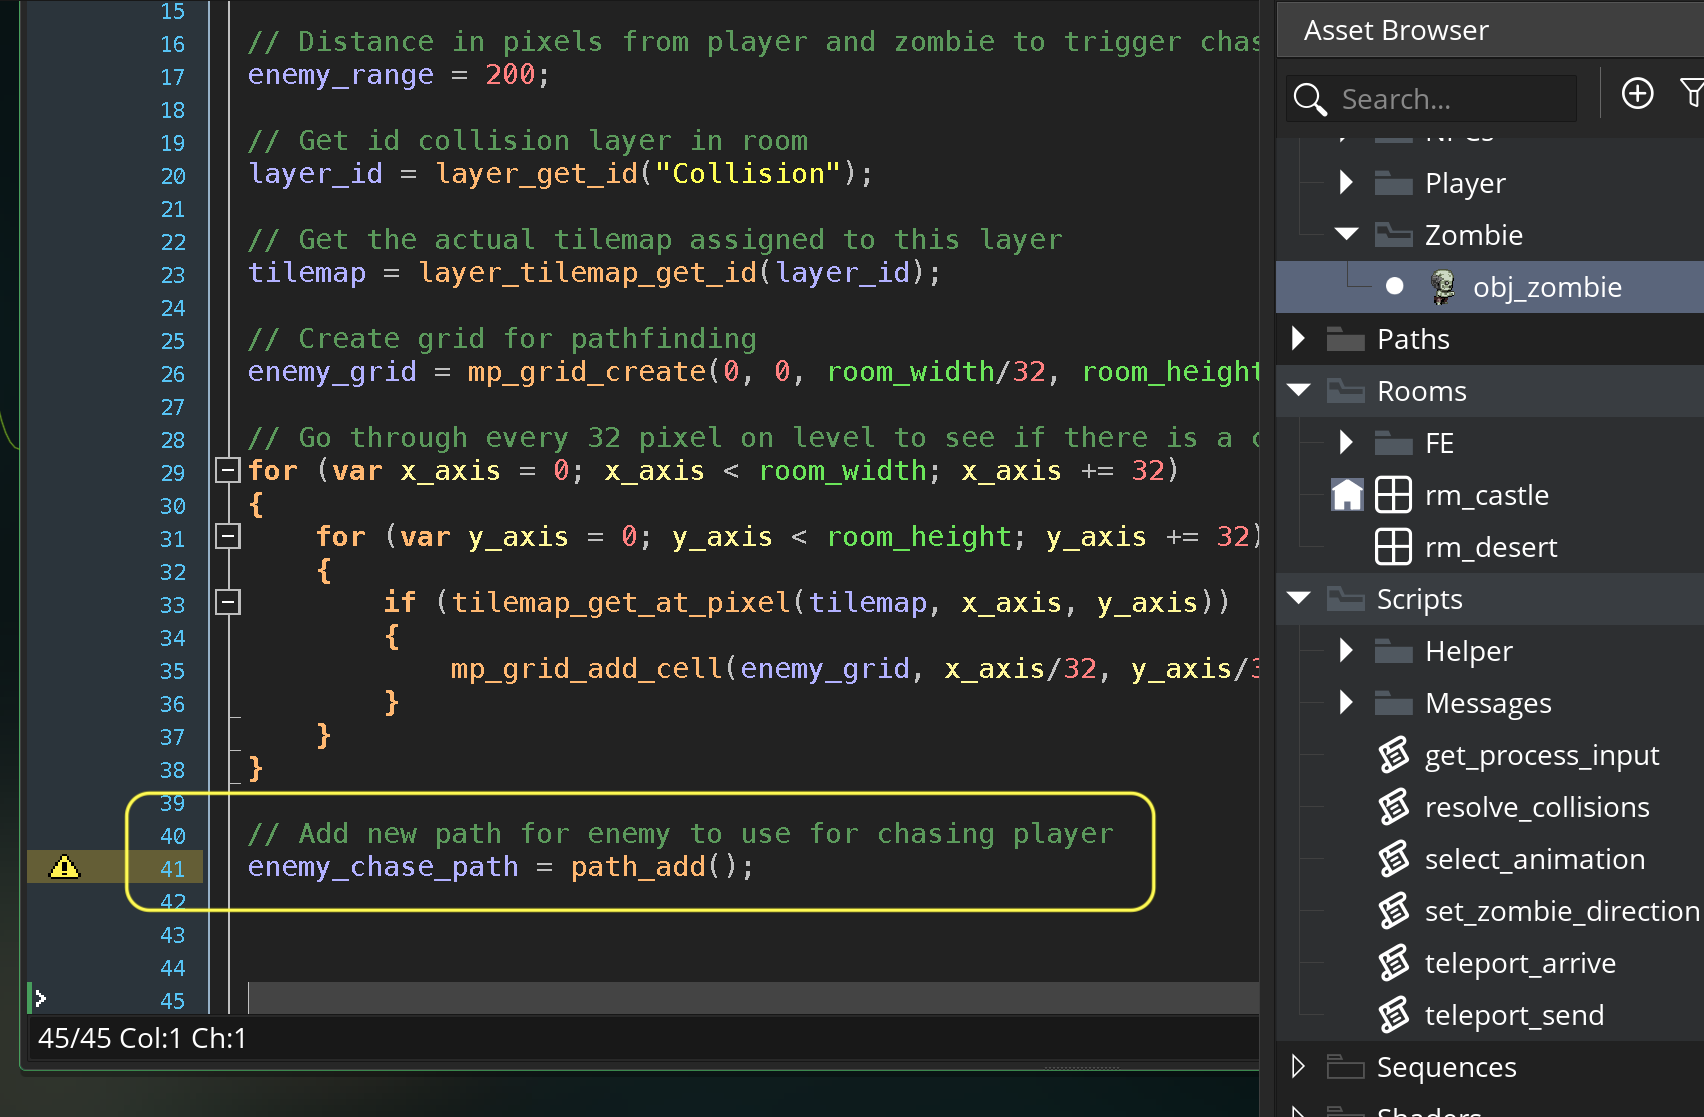 15
16 // Distance in pixels from player and zombie to trigger chas
17 enemy_range = 200;
18
19 // Get id collision layer in room
20 layer_id = layer_get_id("Collision");
21
22 // Get the actual tilemap assigned to this layer
23 tilemap = layer_tilemap_get_id(layer_id);
24
25 // Create grid for pathfinding
26 enemy_grid = mp_grid_create(0, 0, room_width/32, room_height
27
28 // Go through every 32 pixel on level to see if there is a c
29 for (var x_axis = 0; x_axis < room_width; x_axis += 32)
30 {
31 for (var y_axis = 0; y_axis < room_height; y_axis += 32)
32 {
33 if (tilemap_get_at_pixel(tilemap, x_axis, y_axis))
34 {
35 mp_grid_add_cell(enemy_grid, x_axis/32, y_axis/3
36 }
37 }
38 }
39
40 // Add new path for enemy to use for chasing player
41 enemy_chase_path = path_add();
42
43
44
45
45/45 Col:1 Ch:1
Asset Browser
Search...
NPCs
Player
Zombie
obj_zombie
Paths
Rooms
FE
rm_castle
rm_desert
Scripts
Helper
Messages
get_process_input
resolve_collisions
select_animation
set_zombie_direction
teleport_arrive
teleport_send
Sequences
Shaders